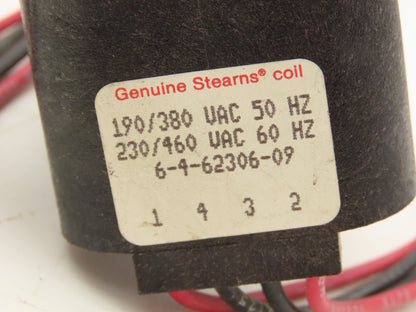 Genuine Stearns® coil
190/380 VAC 50 HZ
230/460 VAC 60 HZ
6-4-62306-09
1 4 3 2